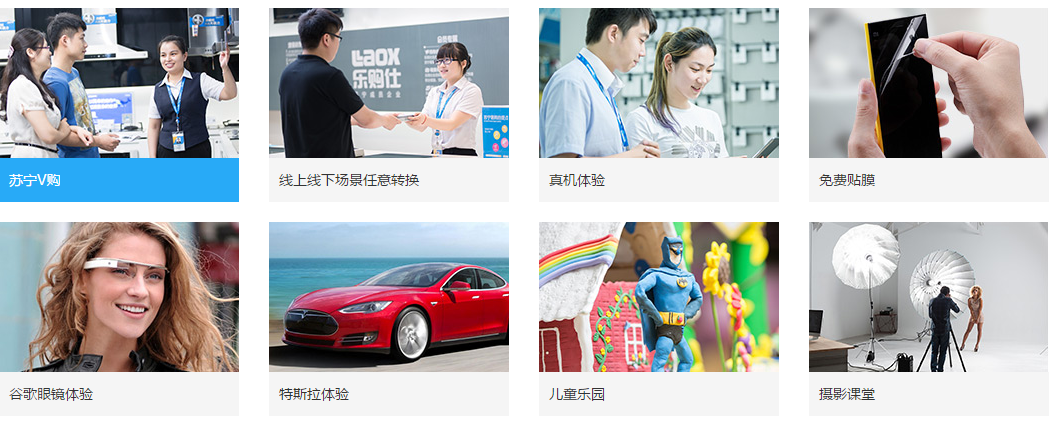 LAOX
乐购仕
苏宁V购
线上线下场景任意转换
真机体验
免费贴膜
谷歌眼镜体验
特斯拉体验
儿童乐园
摄影课堂